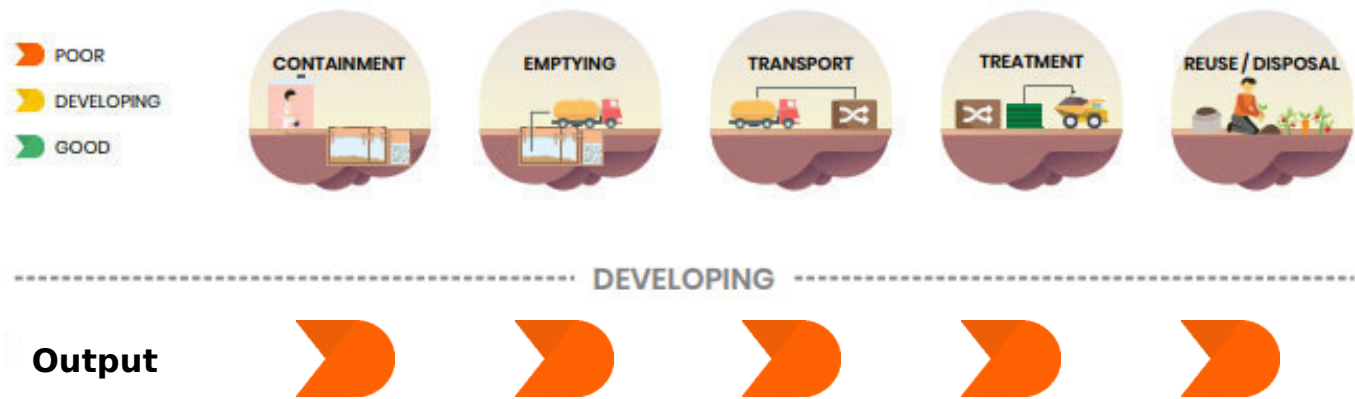 POOR
DEVELOPING
GOOD
CONTAINMENT
EMPTYING
TRANSPORT
TREATMENT
REUSE / DISPOSAL
DEVELOPING
Output